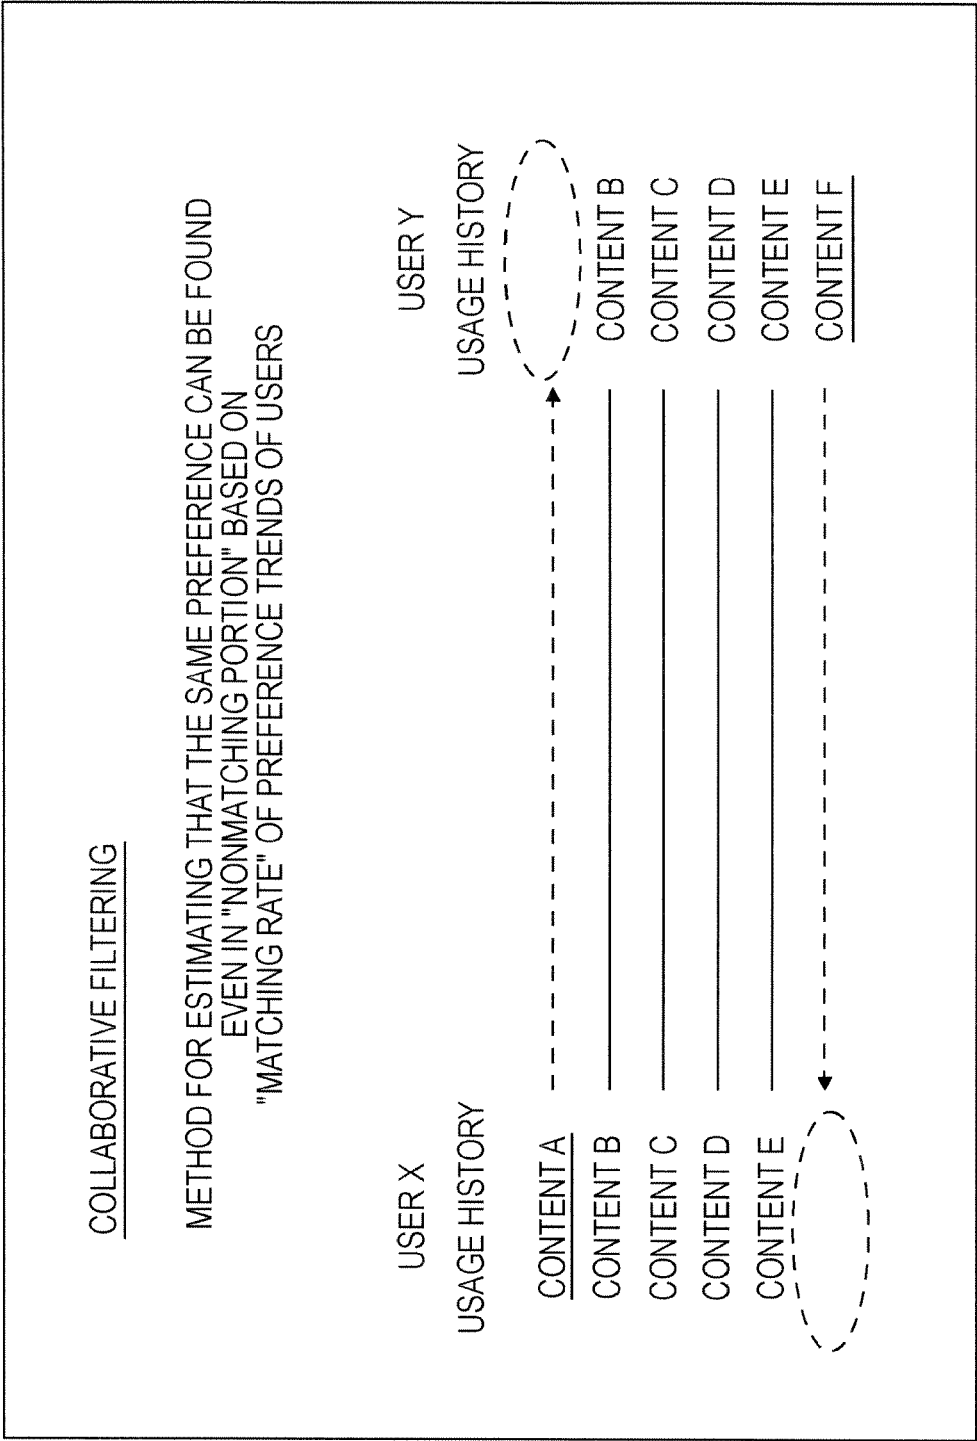 COLLABORATIVE FILTERING
METHOD FOR ESTIMATING THAT THE SAME PREFERENCE CAN BE FOUND
EVEN IN "NONMATCHING PORTION" BASED ON
"MATCHING RATE" OF PREFERENCE TRENDS OF USERS
USER X
USAGE HISTORY
CONTENT A
CONTENT B
CONTENT C
CONTENT D
CONTENT E
USER Y
USAGE HISTORY
CONTENT B
CONTENT C
CONTENT D
CONTENT E
CONTENT F